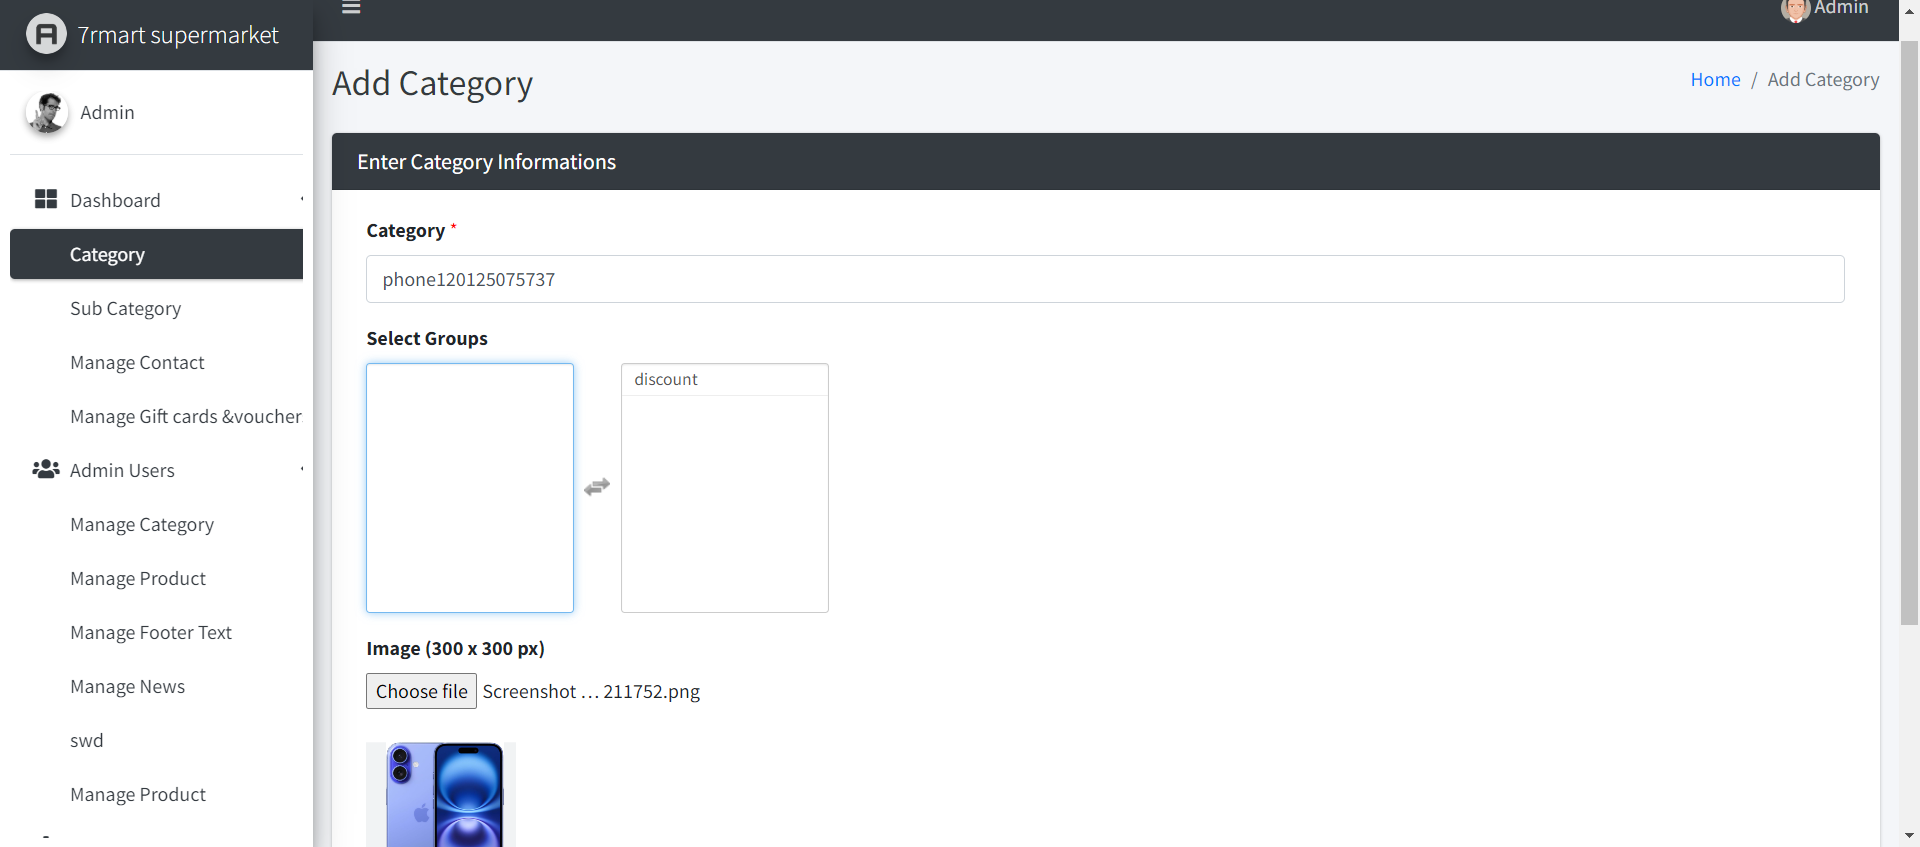 7rmart supermarket
Admin
Admin
Dashboard
Category
Sub Category
Manage Contact
Manage Gift cards &voucher
Admin Users
Manage Category
Manage Product
Manage Footer Text
Manage News
swd
Manage Product
Add Category
Home / Add Category
Enter Category Informations
Category *
phone120125075737
Select Groups
discount
Image (300 x 300 px)
Choose file Screenshot ... 211752.png